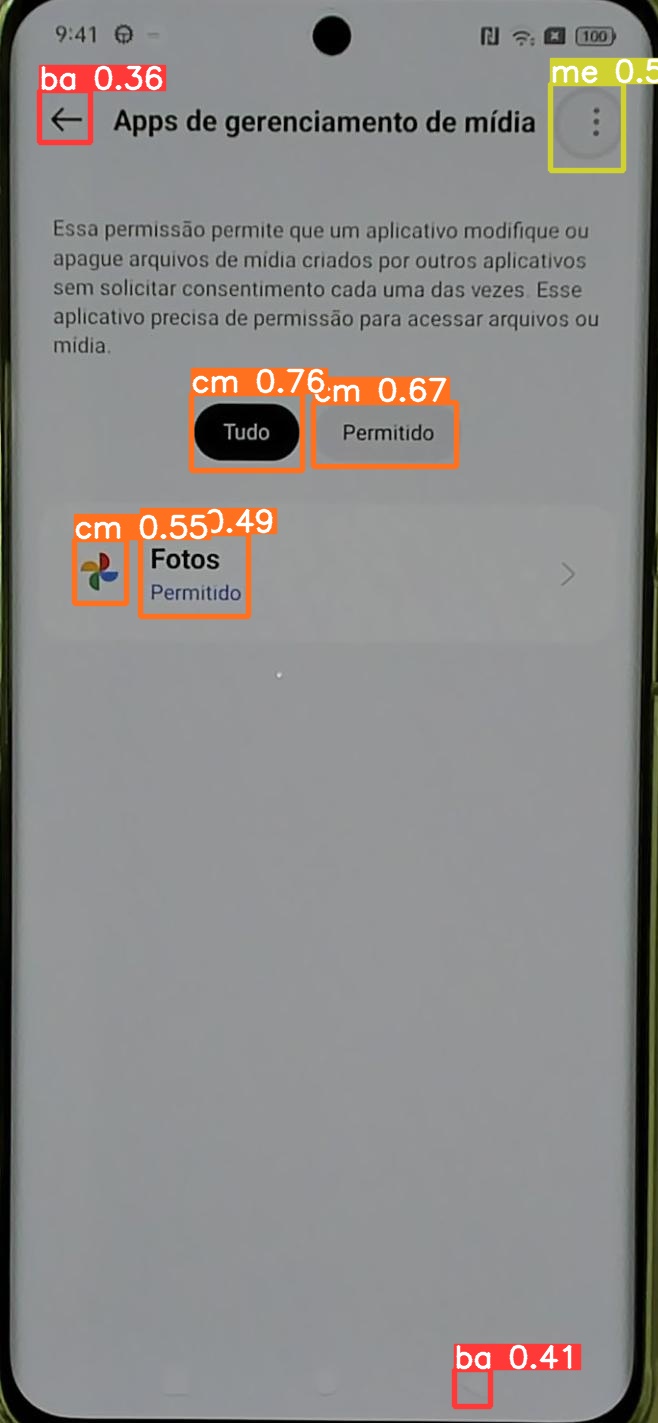 9:41
100
ba 0.36
me 0.5
Apps de gerenciamento de mídia
Essa permissão permite que um aplicativo modifique ou
apague arquivos de mídia criados por outros aplicativos
sem solicitar consentimento cada uma das vezes. Esse
aplicativo precisa de permissão para acessar arquivos ou
mídia.
cm 0.76
cm 0.67
Tudo
Permitido
cm 0.55
0.49
Fotos
Permitido
ba 0.41